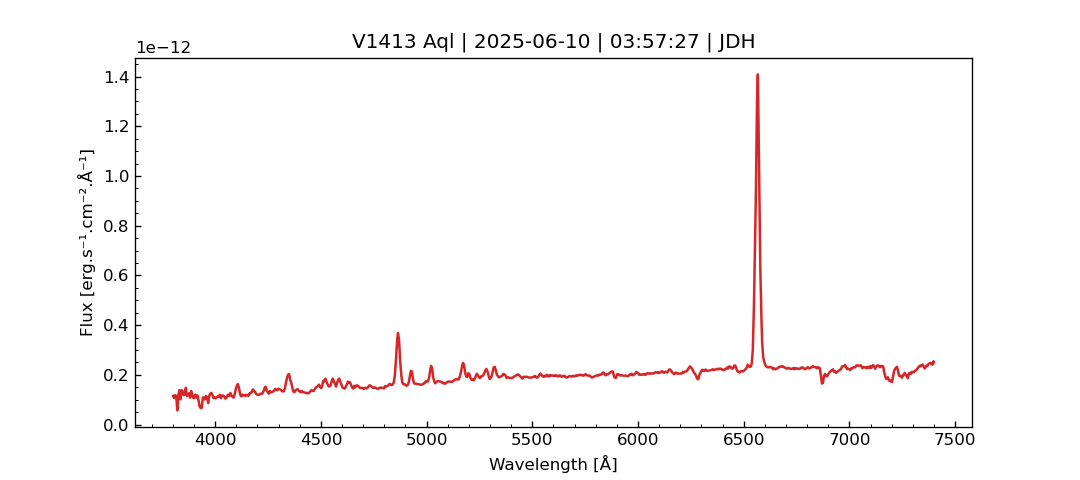 V1413 Aql | 2025-06-10 | 03:57:27 | JDH
1e−12
1.4
1.2
1.0
0.8
0.6
0.4
0.2
0.0
Flux [erg.s⁻¹.cm⁻².Å⁻¹]
4000 4500 5000 5500 6000 6500 7000 7500
Wavelength [Å]